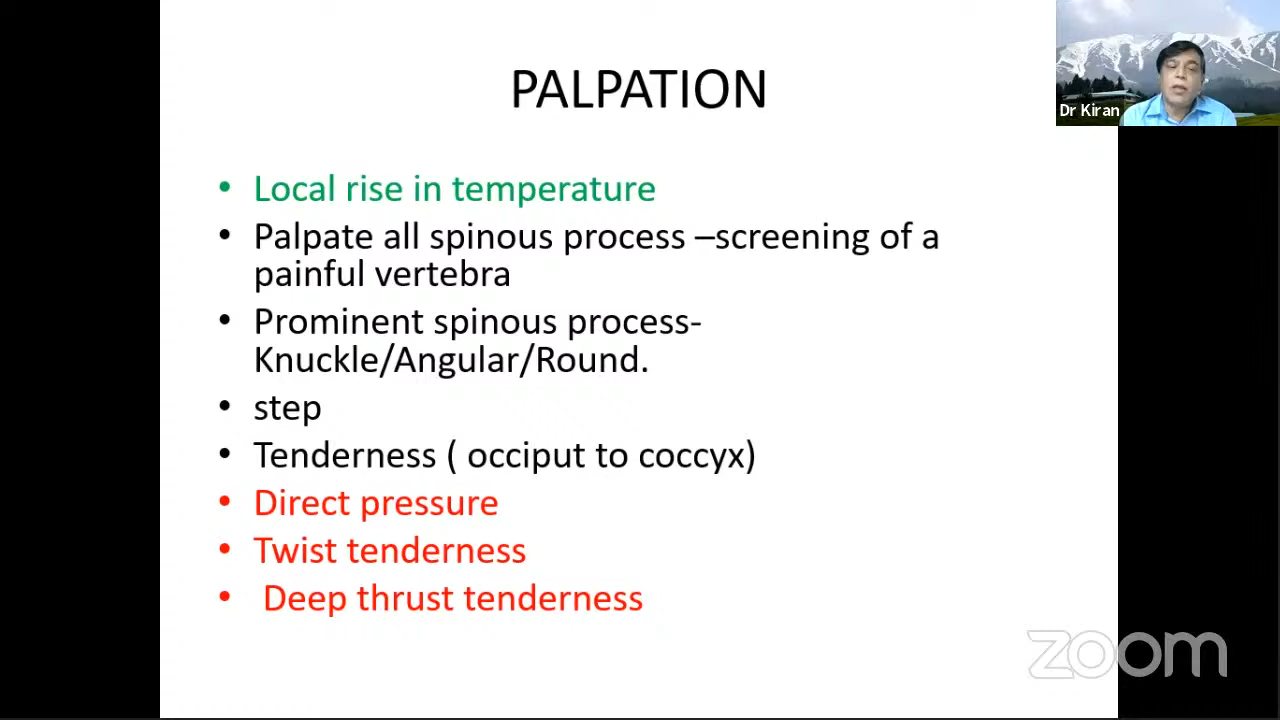 PALPATION
Dr Kiran
• Local rise in temperature
• Palpate all spinous process –screening of a
painful vertebra
• Prominent spinous process-
Knuckle/Angular/Round.
• step
• Tenderness ( occiput to coccyx)
• Direct pressure
• Twist tenderness
• Deep thrust tenderness
zoom